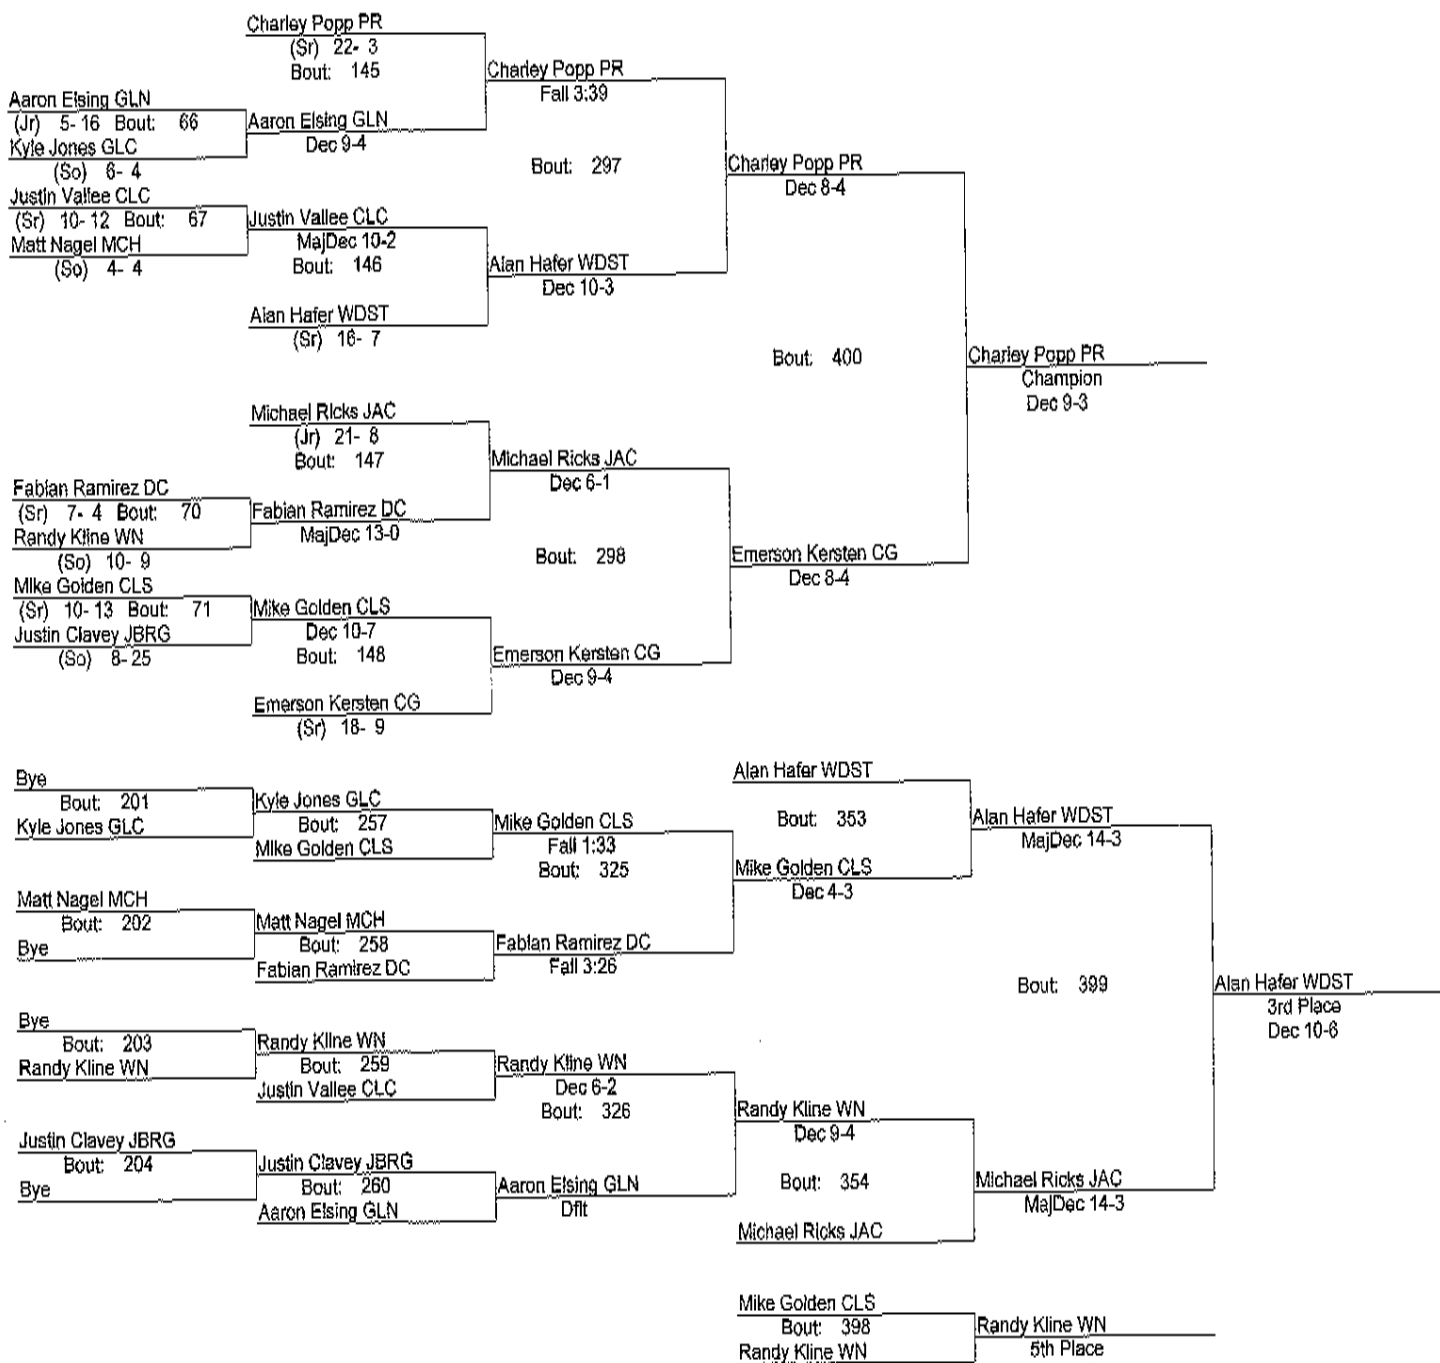 Charley Popp PR
(Sr) 22- 3
Bout: 145
Charley Popp PR
Fall 3:39
Aaron Elsing GLN
(Jr) 5- 16 Bout: 66
Aaron Elsing GLN
Dec 9-4
Kyle Jones GLC
(So) 6- 4
Bout: 297
Charley Popp PR
Dec 8-4
Justin Vallee CLC
(Sr) 10- 12 Bout: 67
Justin Vallee CLC
MajDec 10-2
Bout: 146
Matt Nagel MCH
(So) 4- 4
Alan Hafer WDST
Dec 10-3
Alan Hafer WDST
(Sr) 16- 7
Bout: 400
Charley Popp PR
Champion
Dec 9-3
Michael Ricks JAC
(Jr) 21- 8
Bout: 147
Michael Ricks JAC
Dec 6-1
Fabian Ramirez DC
(Sr) 7- 4 Bout: 70
Fabian Ramirez DC
MajDec 13-0
Randy Kline WN
(So) 10- 9
Bout: 298
Emerson Kersten CG
Dec 8-4
Mike Golden CLS
(Sr) 10- 13 Bout: 71
Mike Golden CLS
Dec 10-7
Bout: 148
Justin Clavey JBRG
(So) 8- 25
Emerson Kersten CG
Dec 9-4
Emerson Kersten CG
(Sr) 18- 9
Bye
Bout: 201
Kyle Jones GLC
Kyle Jones GLC
Bout: 257
Mike Golden CLS
Mike Golden CLS
Fall 1:33
Bout: 325
Alan Hafer WDST
Bout: 353
Mike Golden CLS
Dec 4-3
Alan Hafer WDST
MajDec 14-3
Matt Nagel MCH
Bout: 202
Bye
Matt Nagel MCH
Bout: 258
Fabian Ramirez DC
Fabian Ramirez DC
Fall 3:26
Bout: 399
Alan Hafer WDST
3rd Place
Dec 10-6
Bye
Bout: 203
Randy Kline WN
Randy Kline WN
Bout: 259
Justin Vallee CLC
Randy Kline WN
Dec 6-2
Bout: 326
Randy Kline WN
Dec 9-4
Justin Clavey JBRG
Bout: 204
Bye
Justin Clavey JBRG
Bout: 260
Aaron Elsing GLN
Aaron Elsing GLN
Dflt
Bout: 354
Michael Ricks JAC
Michael Ricks JAC
MajDec 14-3
Mike Golden CLS
Bout: 398
Randy Kline WN
Randy Kline WN
5th Place